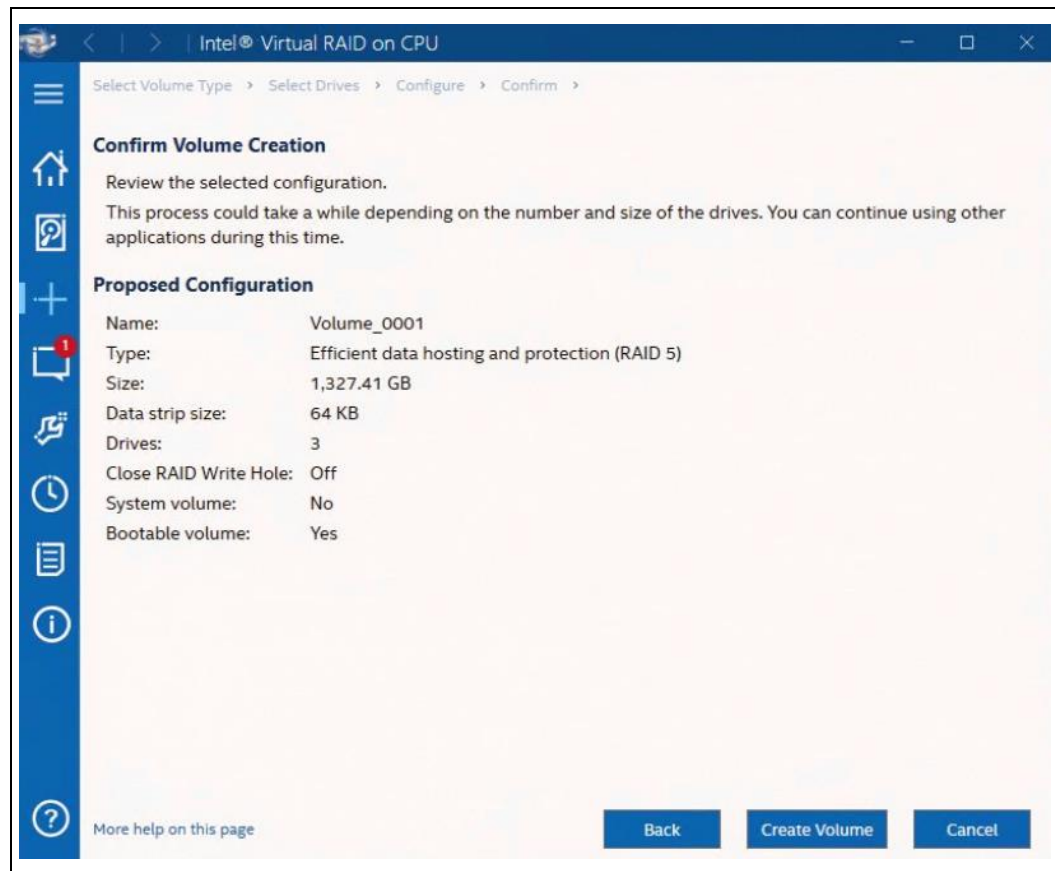 Intel® Virtual RAID on CPU
Select Volume Type > Select Drives > Configure > Confirm >
Confirm Volume Creation
Review the selected configuration.
This process could take a while depending on the number and size of the drives. You can continue using other
applications during this time.
Proposed Configuration
Name: Volume_0001
Type: Efficient data hosting and protection (RAID 5)
Size: 1,327.41 GB
Data strip size: 64 KB
Drives: 3
Close RAID Write Hole: Off
System volume: No
Bootable volume: Yes
1
More help on this page
Back
Create Volume
Cancel